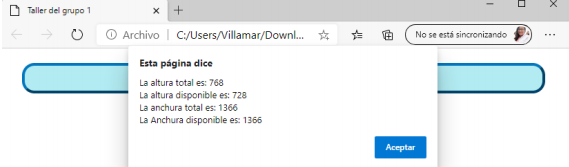 Taller del grupo 1
Archivo | C:/Users/Villamar/Downl... No se está sincronizando
Esta página dice
La altura total es: 768
La altura disponible es: 728
La anchura total es: 1366
La Anchura disponible es: 1366
Aceptar